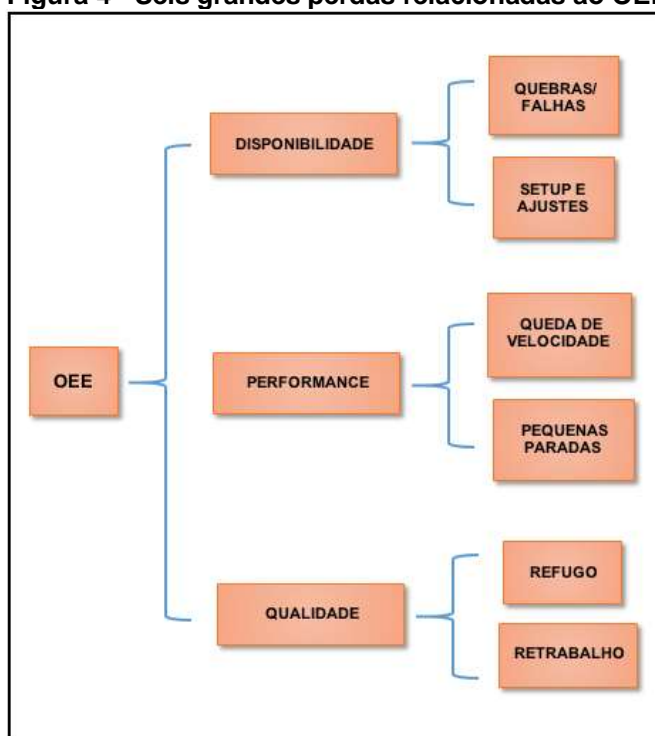 Figura 4 - Seis grandes perdas relacionadas ao OEE
QUEBRAS/
FALHAS
DISPONIBILIDADE
SETUP E
AJUSTES
QUEDA DE
VELOCIDADE
OEE
PERFORMANCE
PEQUENAS
PARADAS
REFUGO
QUALIDADE
RETRABALHO